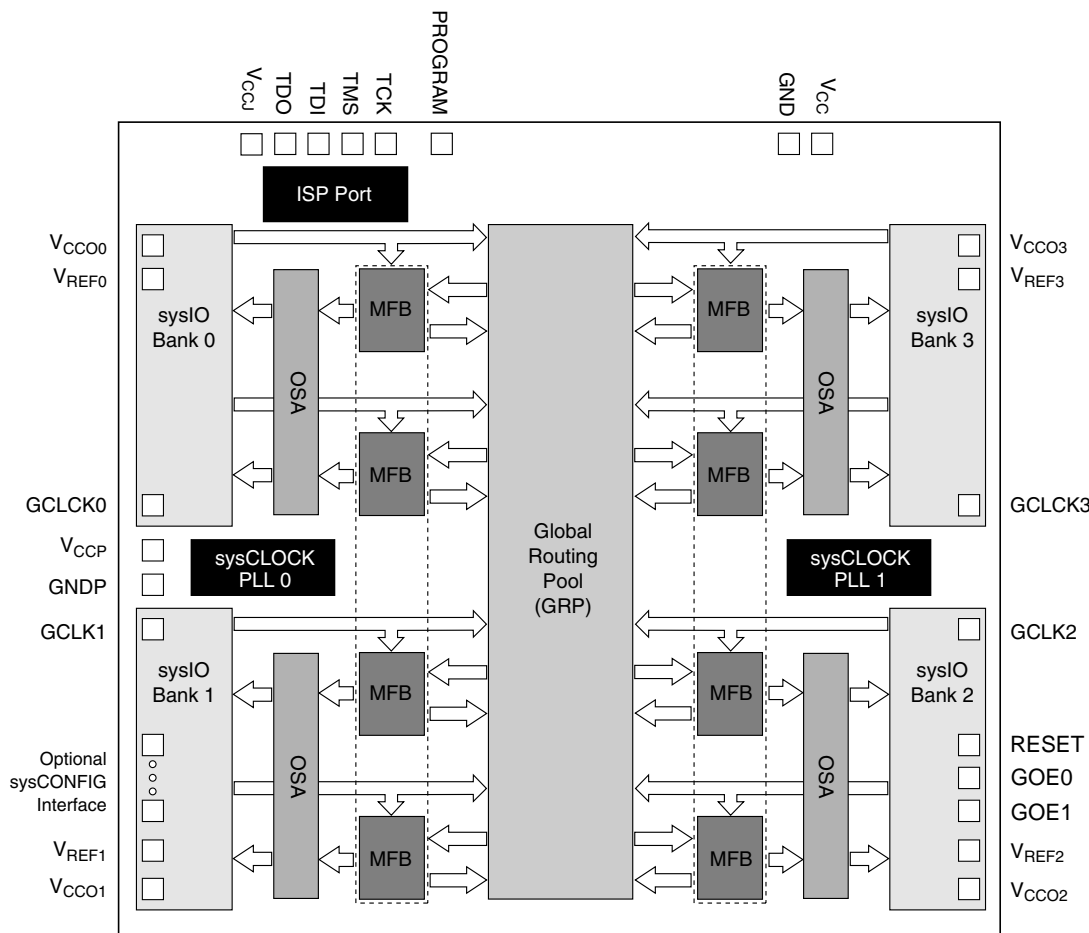 VCCJ
TDO
TDI
TMS
TCK
PROGRAM
GND
VCC
ISP Port
VCCO0
VREF0
sysIO
Bank 0
GCLCK0
OSA
MFB
MFB
VCCO3
VREF3
sysIO
Bank 3
GCLCK3
OSA
MFB
MFB
Global
Routing
Pool
(GRP)
VCCP
GNDP
sysCLOCK
PLL 0
sysCLOCK
PLL 1
GCLK1
sysIO
Bank 1
Optional
sysCONFIG
Interface
VREF1
VCCO1
OSA
MFB
MFB
GCLK2
sysIO
Bank 2
RESET
GOE0
GOE1
VREF2
VCCO2
OSA
MFB
MFB